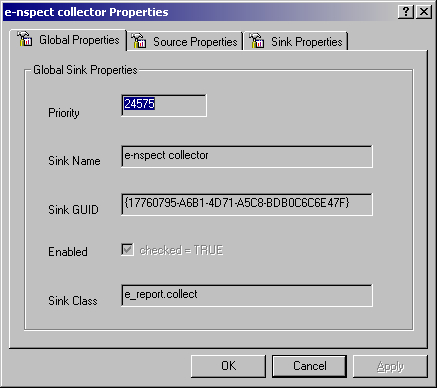 e-nspect collector Properties
Global Properties
Source Properties
Sink Properties
Global Sink Properties
Priority
24575
Sink Name
e-nspect collector
Sink GUID
{17760795-A6B1-4D71-A5C8-BDB0C6C6E47F}
Enabled
checked = TRUE
Sink Class
e_report.collect
OK
Cancel
Apply